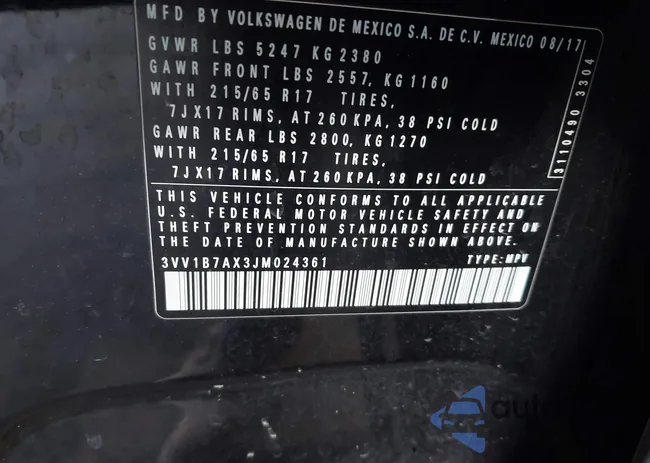 MFD BY VOLKSWAGEN DE MEXICO S.A. DE C.V. MEXICO 08/17
GVWR LBS 5247 KG 2380
GAWR FRONT LBS 2557, KG 1160
WITH 215/65 R17 TIRES,
7JX17 RIMS, AT 260 KPA, 38 PSI COLD
GAWR REAR LBS 2800, KG 1270
WITH 215/65 R17 TIRES,
7JX17 RIMS, AT 260 KPA, 38 PSI COLD
3110490 3304
THIS VEHICLE CONFORMS TO ALL APPLICABLE
U.S. FEDERAL MOTOR VEHICLE SAFETY AND
THEFT PREVENTION STANDARDS IN EFFECT ON
THE DATE OF MANUFACTURE SHOWN ABOVE.
3VV1B7AX3JM024361 TYPE: MPV